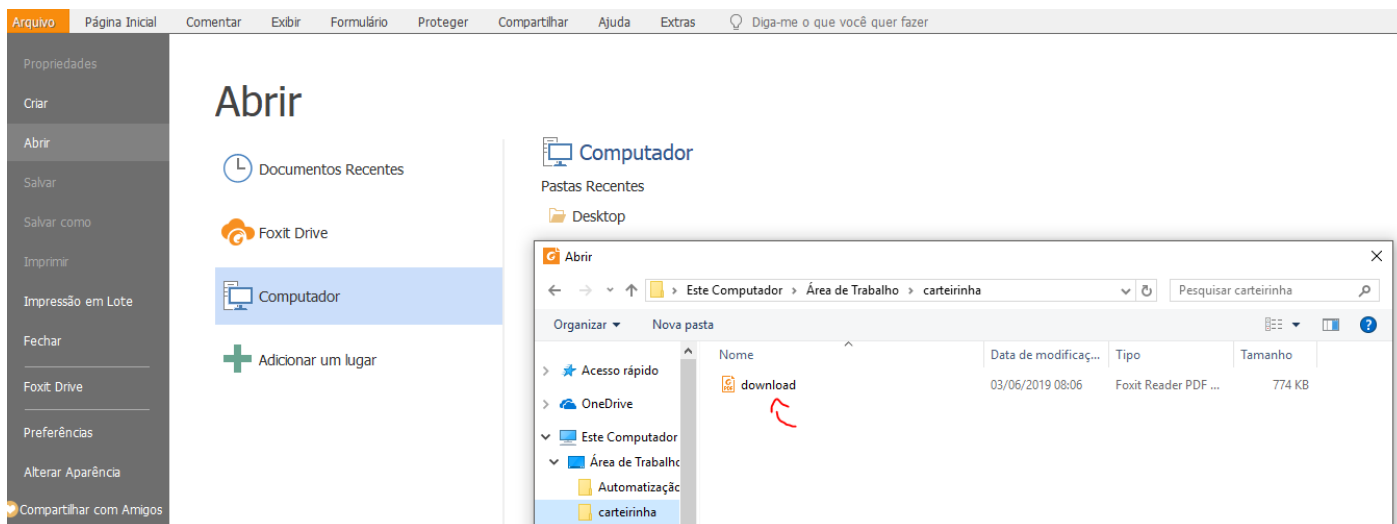 Arquivo Página Inicial Comentar Exibir Formulário Proteger Compartilhar Ajuda Extras Diga-me o que você quer fazer
Propriedades
Criar
Abrir
Salvar
Salvar como
Imprimir
Impressão em Lote
Fechar
Foxit Drive
Preferências
Alterar Aparência
Compartilhar com Amigos
Abrir
Documentos Recentes
Foxit Drive
Computador
Adicionar um lugar
Computador
Pastas Recentes
Desktop
Abrir
Este Computador > Área de Trabalho > carteirinha
Pesquisar carteirinha
Organizar Nova pasta
Acesso rápido
OneDrive
Este Computador
Área de Trabalho
Automatizaçã
carteirinha
Nome Data de modificaç... Tipo Tamanho
download 03/06/2019 08:06 Foxit Reader PDF ... 774 KB